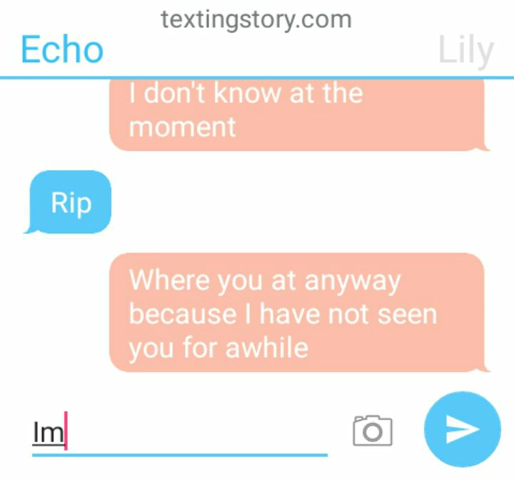 textingstory.com
Echo
Lily
I don't know at the
moment
Rip
Where you at anyway
because I have not seen
you for awhile
Im